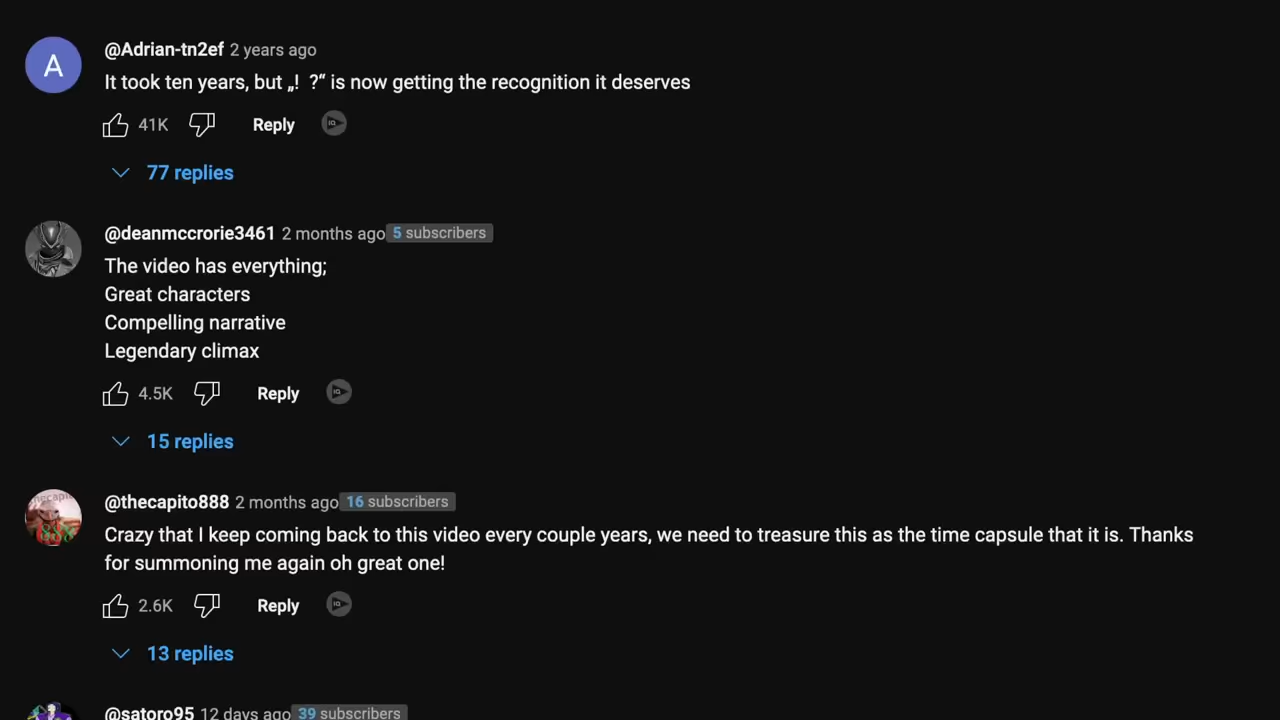 A
@Adrian-tn2ef 2 years ago
It took ten years, but „! ?“ is now getting the recognition it deserves
41K Reply IQ
77 replies
@deanmccrorie3461 2 months ago 5 subscribers
The video has everything;
Great characters
Compelling narrative
Legendary climax
4.5K Reply IQ
15 replies
@thecapito888 2 months ago 16 subscribers
Crazy that I keep coming back to this video every couple years, we need to treasure this as the time capsule that it is. Thanks
for summoning me again oh great one!
2.6K Reply IQ
13 replies
@satoro95 12 days ago 39 subscribers